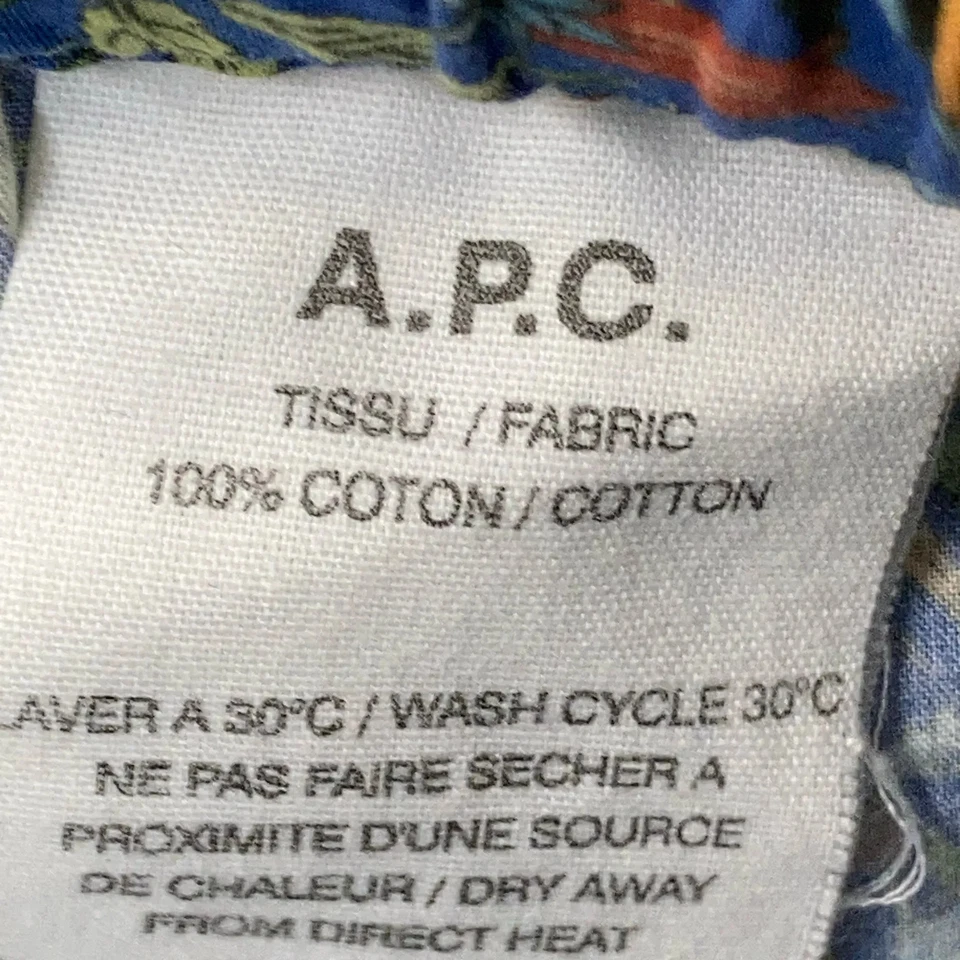 A.P.C.
TISSU / FABRIC
100% COTON / COTTON
LAVER A 30°C / WASH CYCLE 30°C
NE PAS FAIRE SECHER A
PROXIMITE D'UNE SOURCE
DE CHALEUR / DRY AWAY
FROM DIRECT HEAT